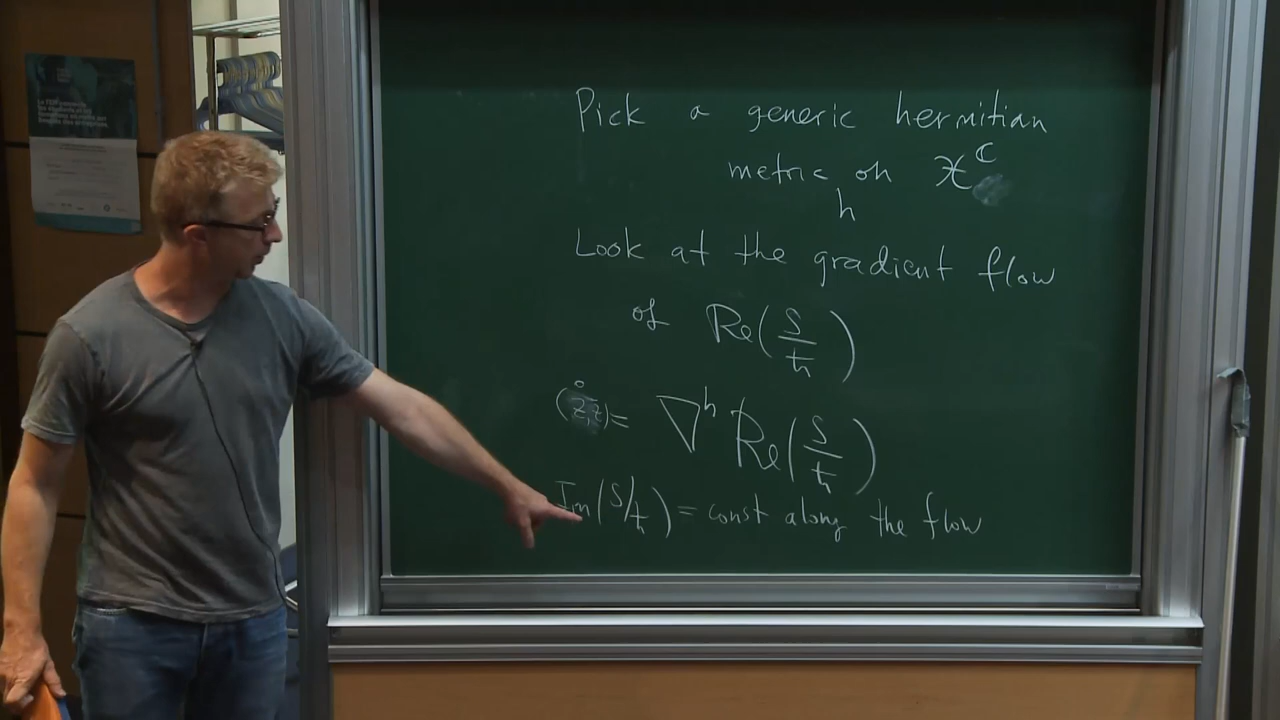 Pick a generic hermitian
metric on X^C
h
Look at the gradient flow
of Re(S/ħ)
(ż,z̄)= ∇^h Re(S/ħ)
Im(S/ħ) = const along the flow